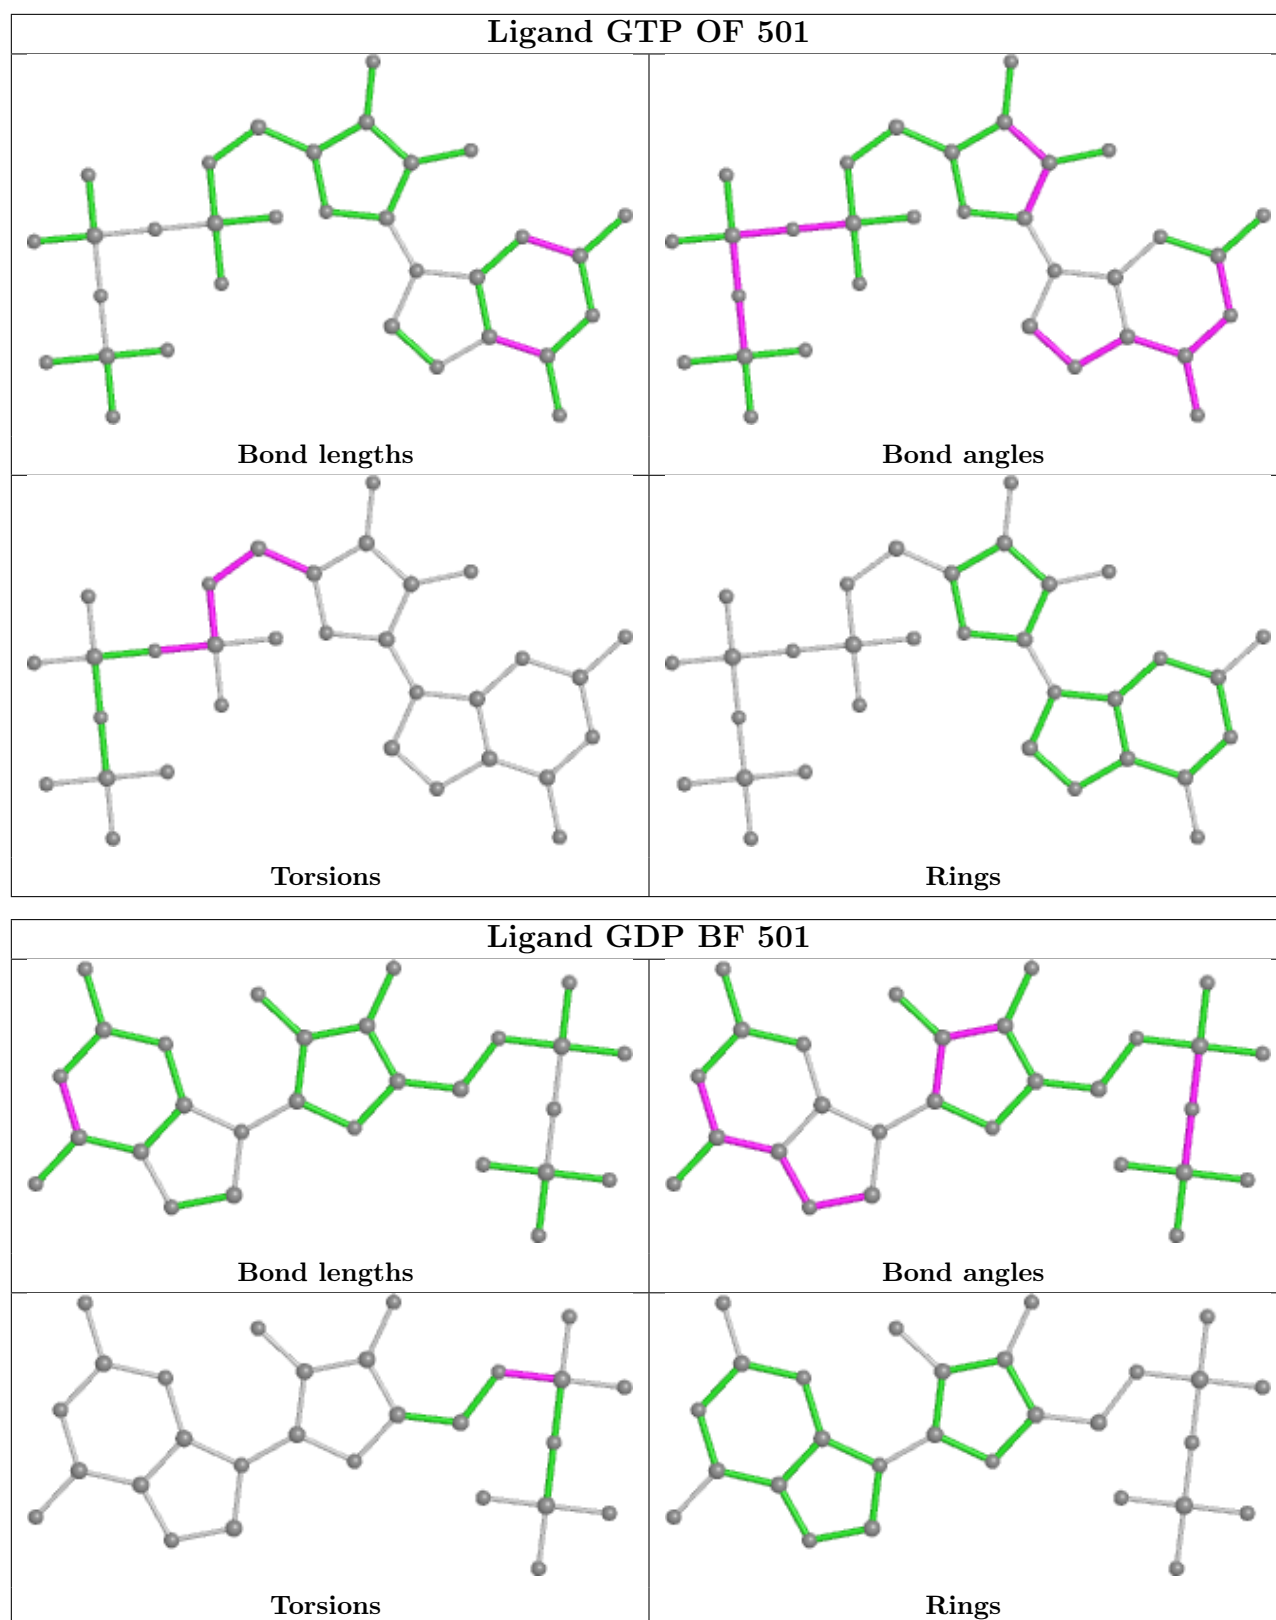 Ligand GTP OF 501
Bond lengths
Bond angles
Torsions
Rings
Ligand GDP BF 501
Bond lengths
Bond angles
Torsions
Rings